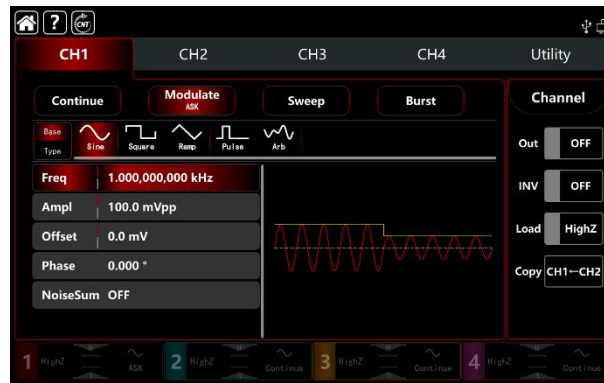 ? CNT
CH1 CH2 CH3 CH4 Utility
Continue Modulate Sweep Burst Channel
ASK
Base
Type Sine Square Ramp Pulse Arb
Out OFF
Freq 1.000,000,000 kHz
INV OFF
Ampl 100.0 mVpp
Load HighZ
Offset 0.0 mV
Phase 0.000 °
Copy CH1←CH2
NoiseSum OFF
1 HighZ ASK 2 HighZ Continue 3 HighZ Continue 4 HighZ Continue